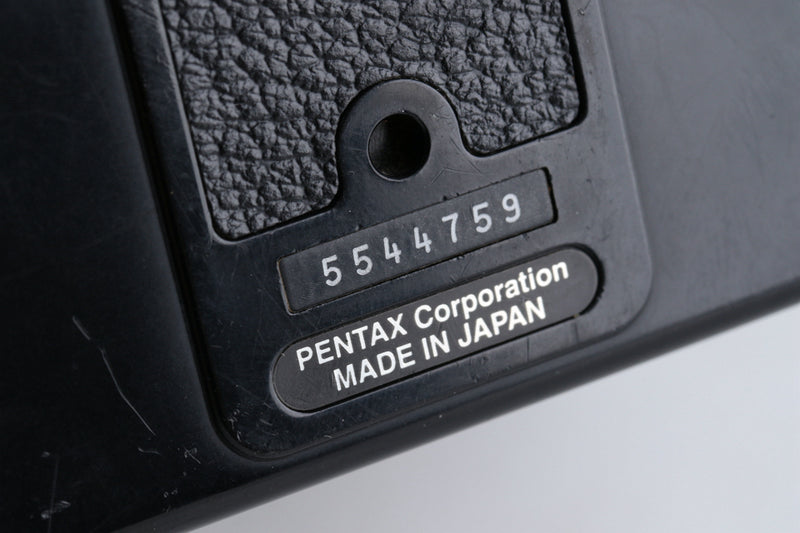 5544759
PENTAX Corporation
MADE IN JAPAN